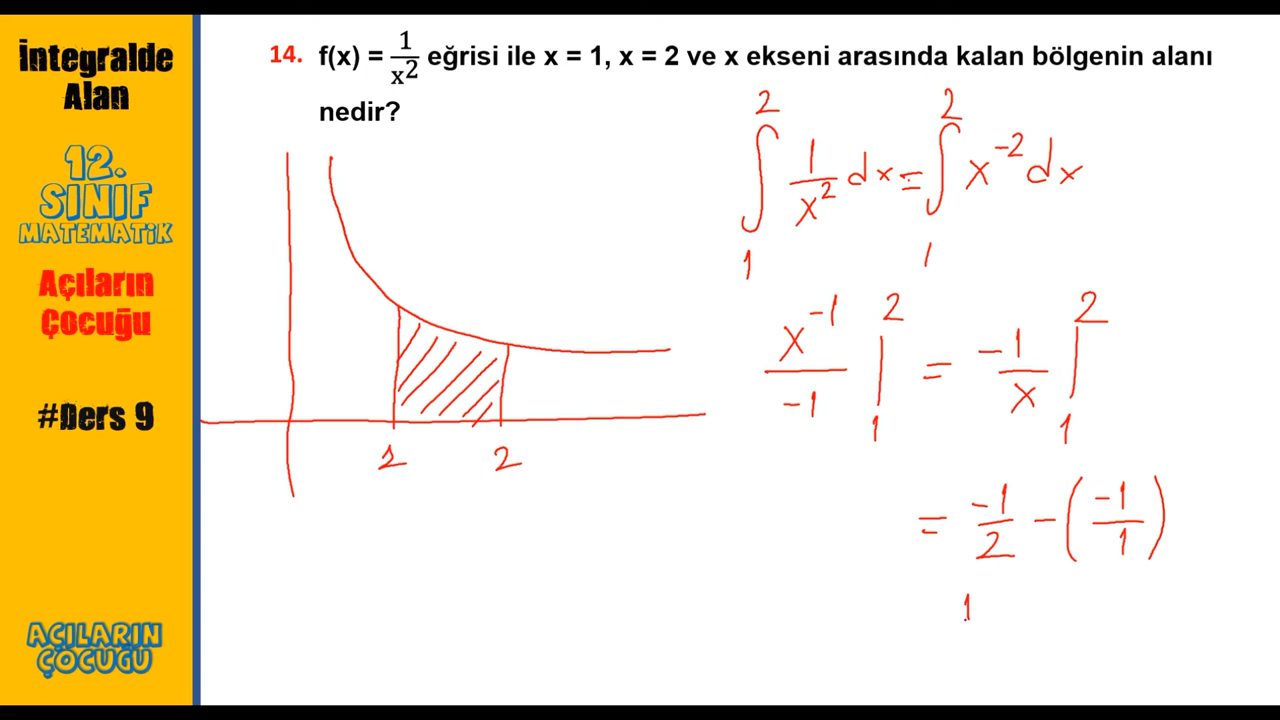 İntegralde
Alan
12.
SINIF
MATEMATİK
Açıların
Çocuğu
#Ders 9
AÇILARIN
ÇOCUĞU
14. f(x) = 1/x² eğrisi ile x = 1, x = 2 ve x ekseni arasında kalan bölgenin alanı
nedir?
∫₁² 1/x² dx = ∫₁² x⁻² dx
x⁻¹/-1 |₁² = -1/x |₁²
= -1/2 - (-1/1)
1
1 2